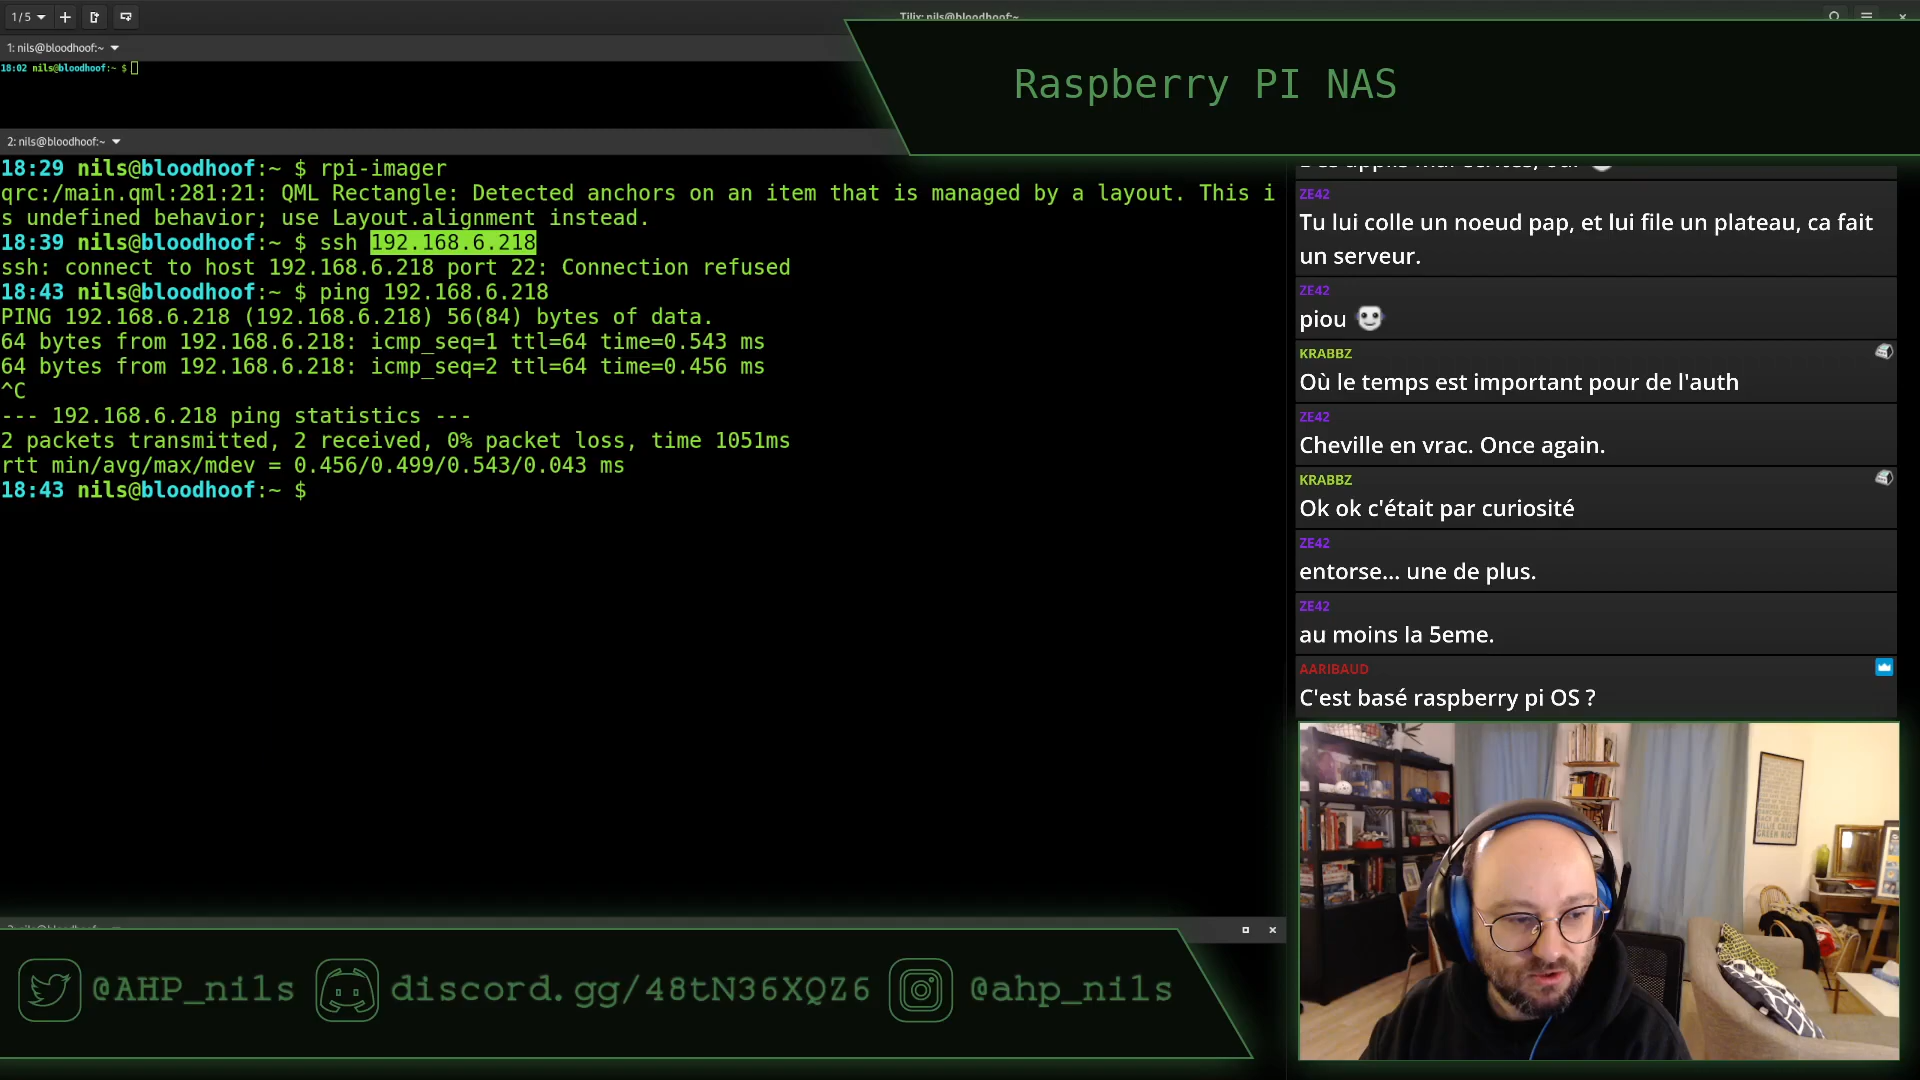 1/5
Tilix: nils@bloodhoof:~
1: nils@bloodhoof:~
18:02 nils@bloodhoof:~ $
Raspberry PI NAS
2: nils@bloodhoof:~
18:29 nils@bloodhoof:~ $ rpi-imager
qrc:/main.qml:281:21: QML Rectangle: Detected anchors on an item that is managed by a layout. This i
s undefined behavior; use Layout.alignment instead.
18:39 nils@bloodhoof:~ $ ssh 192.168.6.218
ssh: connect to host 192.168.6.218 port 22: Connection refused
18:43 nils@bloodhoof:~ $ ping 192.168.6.218
PING 192.168.6.218 (192.168.6.218) 56(84) bytes of data.
64 bytes from 192.168.6.218: icmp_seq=1 ttl=64 time=0.543 ms
64 bytes from 192.168.6.218: icmp_seq=2 ttl=64 time=0.456 ms
^C
--- 192.168.6.218 ping statistics ---
2 packets transmitted, 2 received, 0% packet loss, time 1051ms
rtt min/avg/max/mdev = 0.456/0.499/0.543/0.043 ms
18:43 nils@bloodhoof:~ $
ZE42
Tu lui colle un noeud pap, et lui file un plateau, ca fait
un serveur.
ZE42
piou
KRABBZ
Où le temps est important pour de l'auth
ZE42
Cheville en vrac. Once again.
KRABBZ
Ok ok c'était par curiosité
ZE42
entorse... une de plus.
ZE42
au moins la 5eme.
AARIBAUD
C'est basé raspberry pi OS ?
@AHP_nils
discord.gg/48tN36XQZ6
@ahp_nils